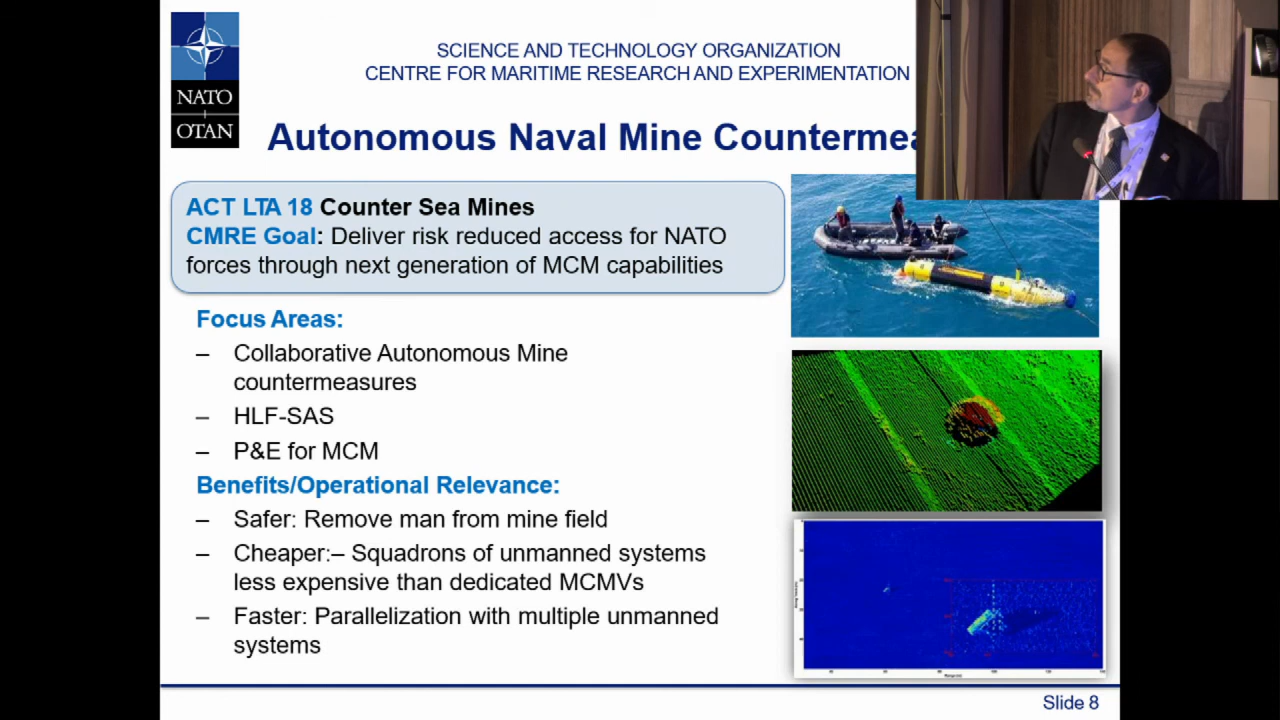 NATO
OTAN
SCIENCE AND TECHNOLOGY ORGANIZATION
CENTRE FOR MARITIME RESEARCH AND EXPERIMENTATION
Autonomous Naval Mine Countermea
ACT LTA 18 Counter Sea Mines
CMRE Goal: Deliver risk reduced access for NATO
forces through next generation of MCM capabilities
Focus Areas:
– Collaborative Autonomous Mine
countermeasures
– HLF-SAS
– P&E for MCM
Benefits/Operational Relevance:
– Safer: Remove man from mine field
– Cheaper:– Squadrons of unmanned systems
less expensive than dedicated MCMVs
– Faster: Parallelization with multiple unmanned
systems
Slide 8